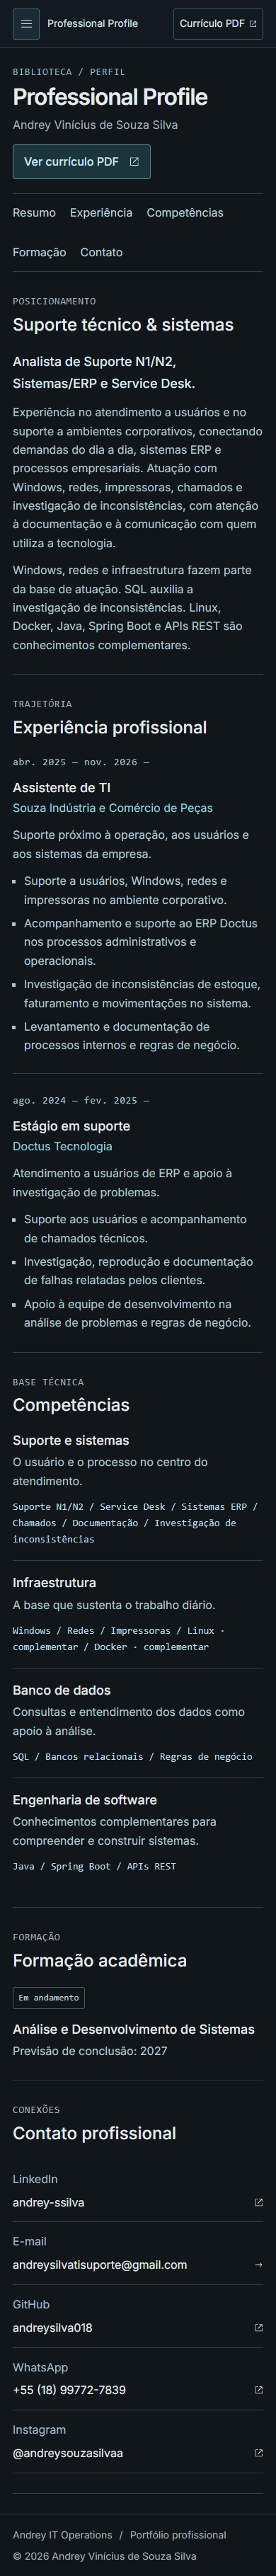 Professional Profile
Currículo PDF
BIBLIOTECA / PERFIL
Professional Profile
Andrey Vinícius de Souza Silva
Ver currículo PDF
Resumo Experiência Competências
Formação Contato
POSICIONAMENTO
Suporte técnico & sistemas
Analista de Suporte N1/N2,
Sistemas/ERP e Service Desk.
Experiência no atendimento a usuários e no
suporte a ambientes corporativos, conectando
demandas do dia a dia, sistemas ERP e
processos empresariais. Atuação com
Windows, redes, impressoras, chamados e
investigação de inconsistências, com atenção
à documentação e à comunicação com quem
utiliza a tecnologia.
Windows, redes e infraestrutura fazem parte
da base de atuação. SQL auxilia a
investigação de inconsistências. Linux,
Docker, Java, Spring Boot e APIs REST são
conhecimentos complementares.
TRAJETÓRIA
Experiência profissional
abr. 2025 — nov. 2026 —
Assistente de TI
Souza Indústria e Comércio de Peças
Suporte próximo à operação, aos usuários e
aos sistemas da empresa.
Suporte a usuários, Windows, redes e
impressoras no ambiente corporativo.
Acompanhamento e suporte ao ERP Doctus
nos processos administrativos e
operacionais.
Investigação de inconsistências de estoque,
faturamento e movimentações no sistema.
Levantamento e documentação de
processos internos e regras de negócio.
ago. 2024 — fev. 2025 —
Estágio em suporte
Doctus Tecnologia
Atendimento a usuários de ERP e apoio à
investigação de problemas.
Suporte aos usuários e acompanhamento
de chamados técnicos.
Investigação, reprodução e documentação
de falhas relatadas pelos clientes.
Apoio à equipe de desenvolvimento na
análise de problemas e regras de negócio.
BASE TÉCNICA
Competências
Suporte e sistemas
O usuário e o processo no centro do
atendimento.
Suporte N1/N2 / Service Desk / Sistemas ERP /
Chamados / Documentação / Investigação de
inconsistências
Infraestrutura
A base que sustenta o trabalho diário.
Windows / Redes / Impressoras / Linux ·
complementar / Docker · complementar
Banco de dados
Consultas e entendimento dos dados como
apoio à análise.
SQL / Bancos relacionais / Regras de negócio
Engenharia de software
Conhecimentos complementares para
compreender e construir sistemas.
Java / Spring Boot / APIs REST
FORMAÇÃO
Formação acadêmica
Em andamento
Análise e Desenvolvimento de Sistemas
Previsão de conclusão: 2027
CONEXÕES
Contato profissional
LinkedIn
andrey-ssilva
E-mail
andreysilvatisuporte@gmail.com →
GitHub
andreysilva018
WhatsApp
+55 (18) 99772-7839
Instagram
@andreysouzasilvaa
Andrey IT Operations / Portfólio profissional
© 2026 Andrey Vinícius de Souza Silva